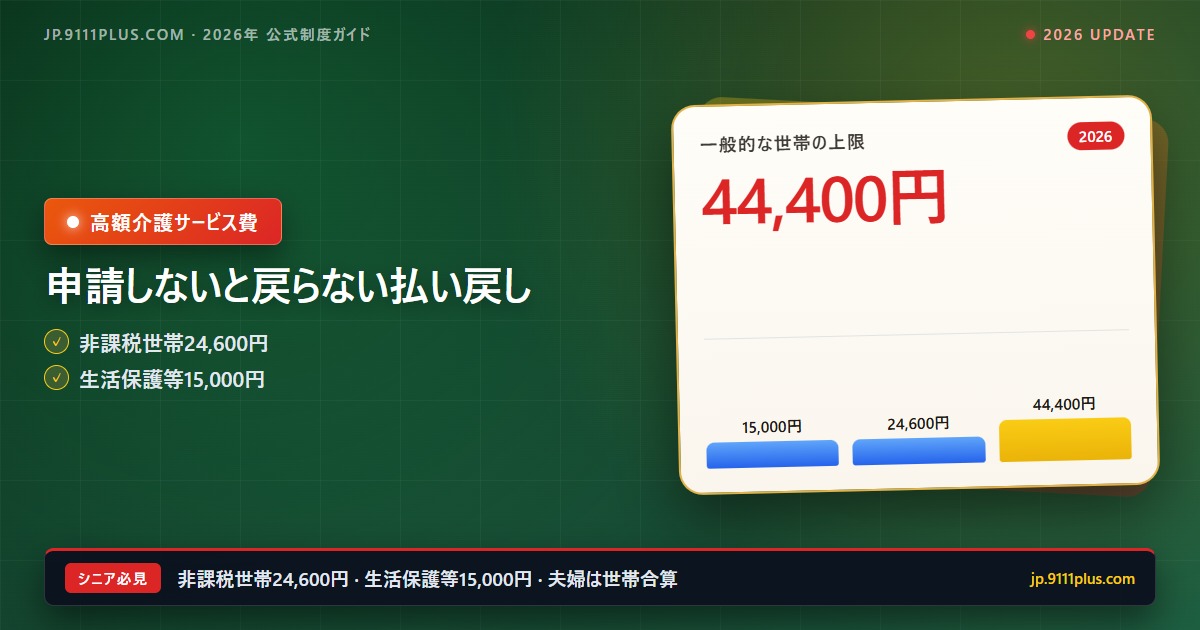 JP.9111PLUS.COM · 2026年 公式制度ガイド
2026 UPDATE
高額介護サービス費
申請しないと戻らない払い戻し
✓ 非課税世帯24,600円
✓ 生活保護等15,000円
一般的な世帯の上限
2026
44,400円
15,000円
24,600円
44,400円
シニア必見
非課税世帯24,600円 · 生活保護等15,000円 · 夫婦は世帯合算
jp.9111plus.com